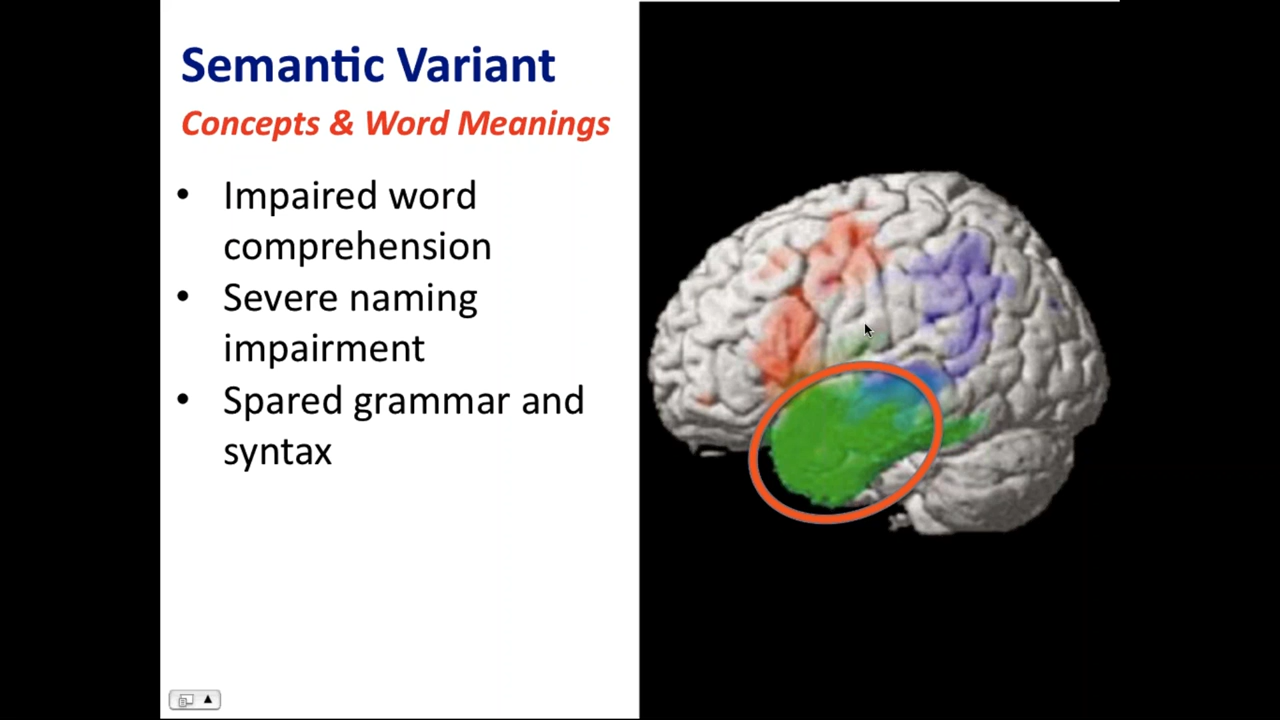 Semantic Variant
Concepts & Word Meanings
• Impaired word
comprehension
• Severe naming
impairment
• Spared grammar and
syntax